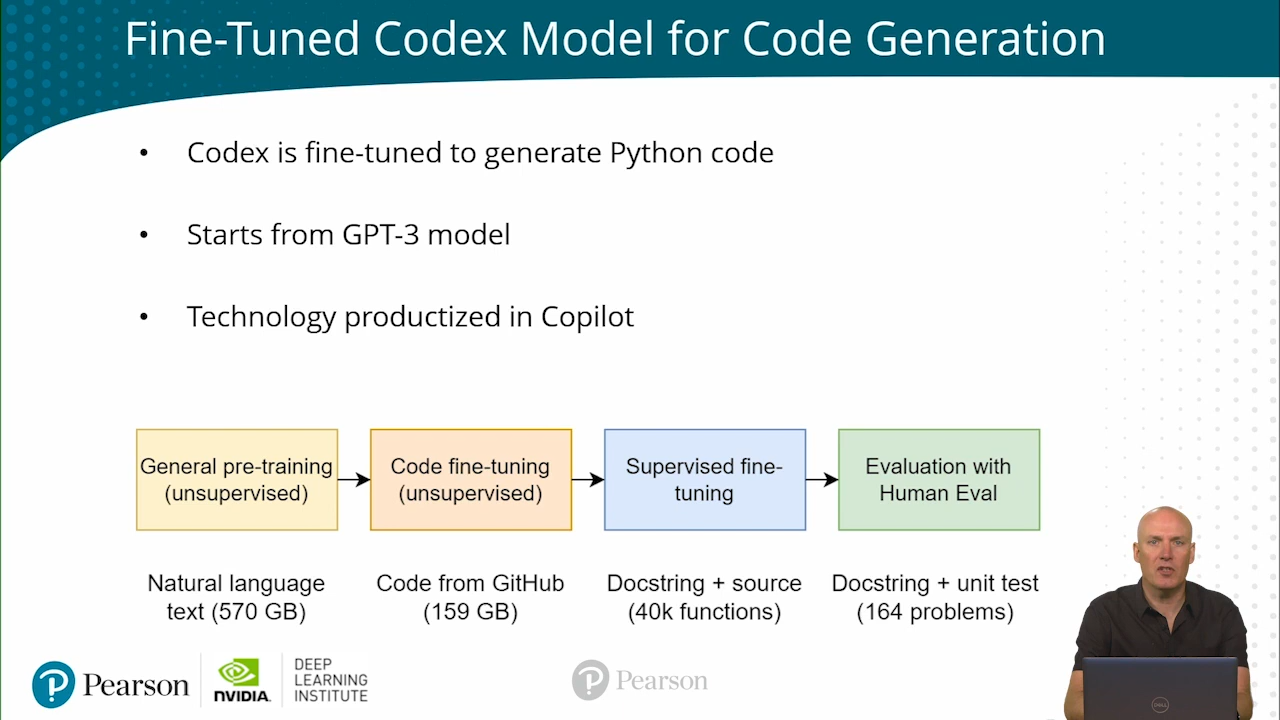 Fine-Tuned Codex Model for Code Generation
• Codex is fine-tuned to generate Python code
• Starts from GPT-3 model
• Technology productized in Copilot
General pre-training
(unsupervised)
Code fine-tuning
(unsupervised)
Supervised fine-
tuning
Evaluation with
Human Eval
Natural language
text (570 GB)
Code from GitHub
(159 GB)
Docstring + source
(40k functions)
Docstring + unit test
(164 problems)
P Pearson
NVIDIA.
DEEP
LEARNING
INSTITUTE
P Pearson
DELL